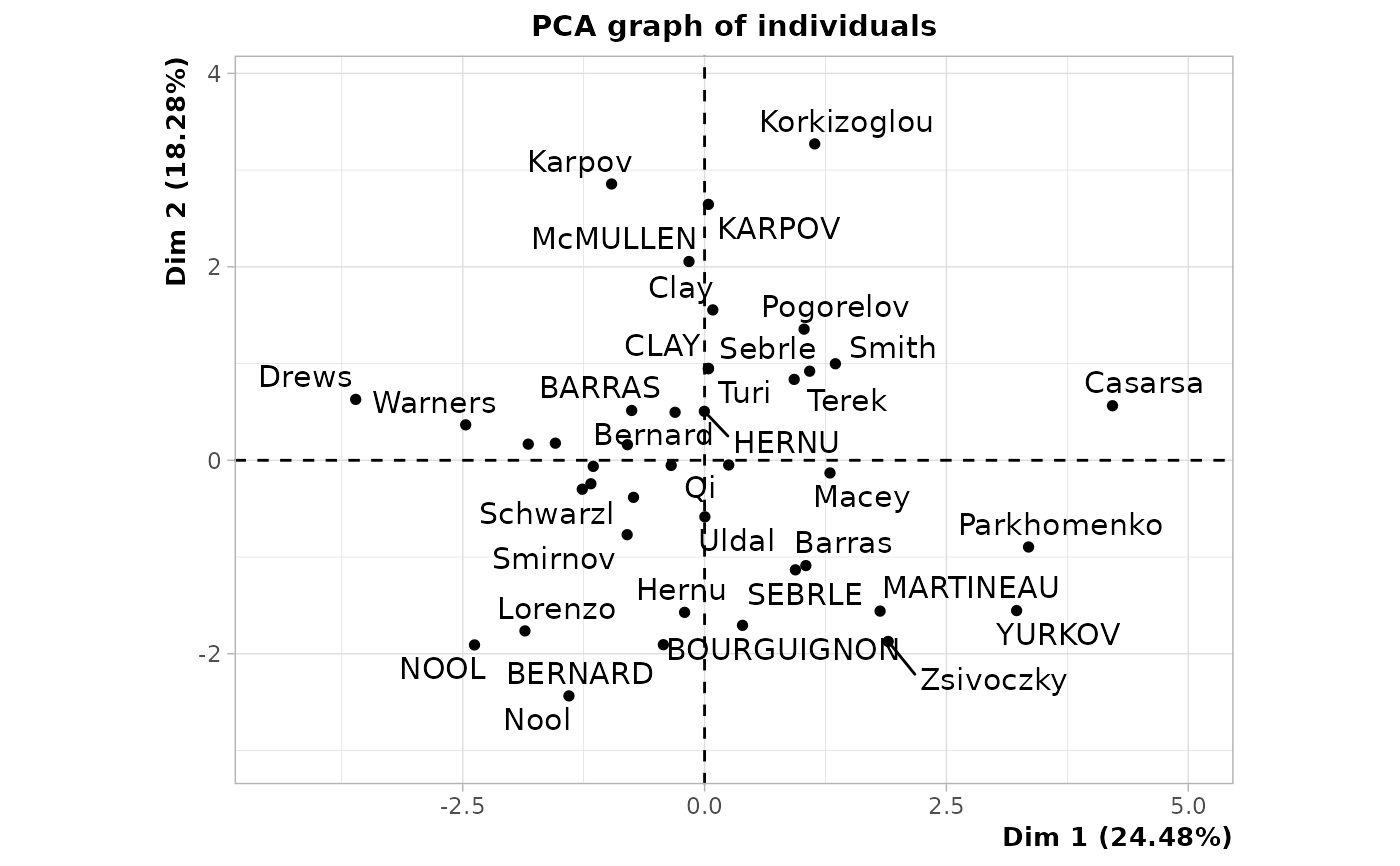 PCA graph of individuals
Dim 2 (18.28%)
4
2
0
-2
Korkizoglou
Karpov
KARPOV
McMULLEN
Clay
Pogorelov
CLAY
Sebrle
Smith
Drews
BARRAS
Turi
Terek
Casarsa
Warners
Bernard
HERNU
Qi
Macey
Schwarzl
Parkhomenko
Uldal
Barras
Smirnov
Hernu
SEBRLE
MARTINEAU
Lorenzo
YURKOV
BOURGUIGNON
NOOL
BERNARD
Zsivoczky
Nool
-2.5
0.0
2.5
5.0
Dim 1 (24.48%)